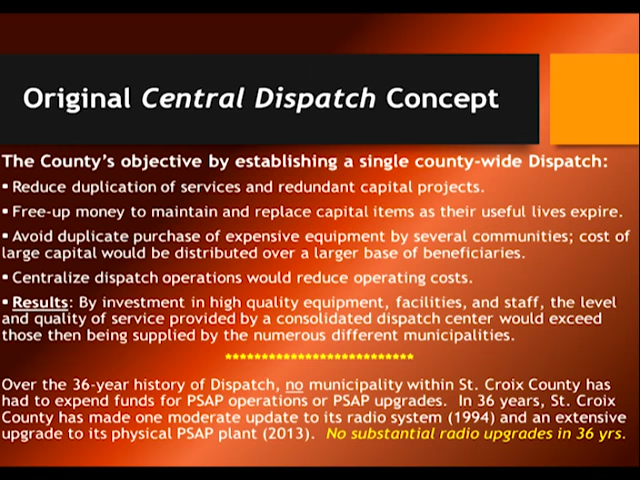 Original Central Dispatch Concept
The County's objective by establishing a single county-wide Dispatch:
▪ Reduce duplication of services and redundant capital projects.
▪ Free-up money to maintain and replace capital items as their useful lives expire.
▪ Avoid duplicate purchase of expensive equipment by several communities; cost of
large capital would be distributed over a larger base of beneficiaries.
▪ Centralize dispatch operations would reduce operating costs.
▪ Results: By investment in high quality equipment, facilities, and staff, the level
and quality of service provided by a consolidated dispatch center would exceed
those then being supplied by the numerous different municipalities.
**************************
Over the 36-year history of Dispatch, no municipality within St. Croix County has
had to expend funds for PSAP operations or PSAP upgrades. In 36 years, St. Croix
County has made one moderate update to its radio system (1994) and an extensive
upgrade to its physical PSAP plant (2013). No substantial radio upgrades in 36 yrs.